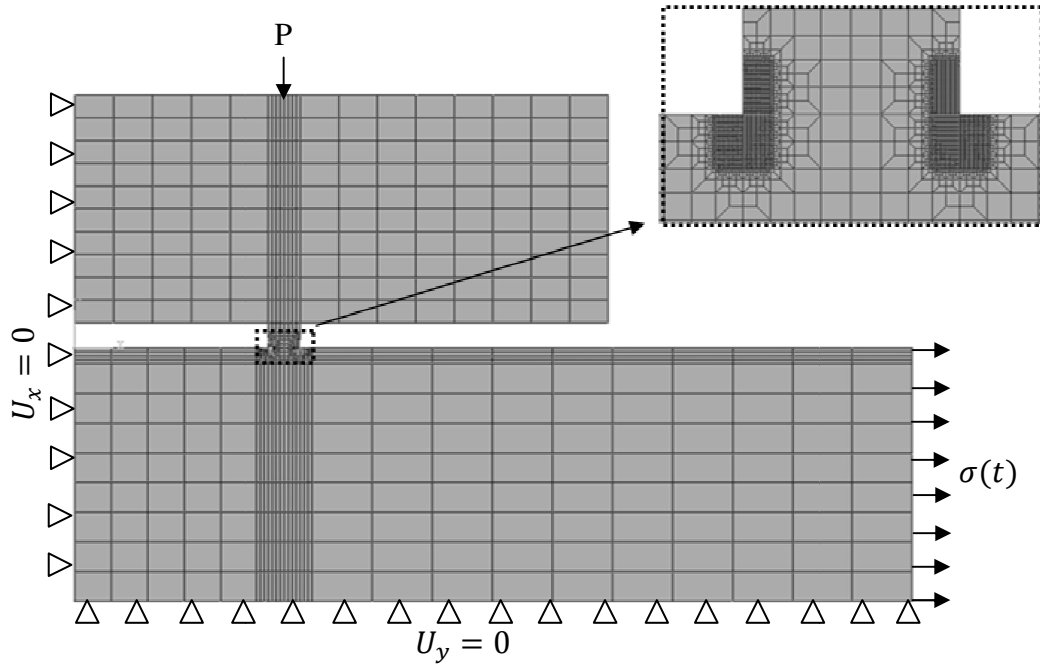 P
U_x = 0
σ(t)
U_y = 0